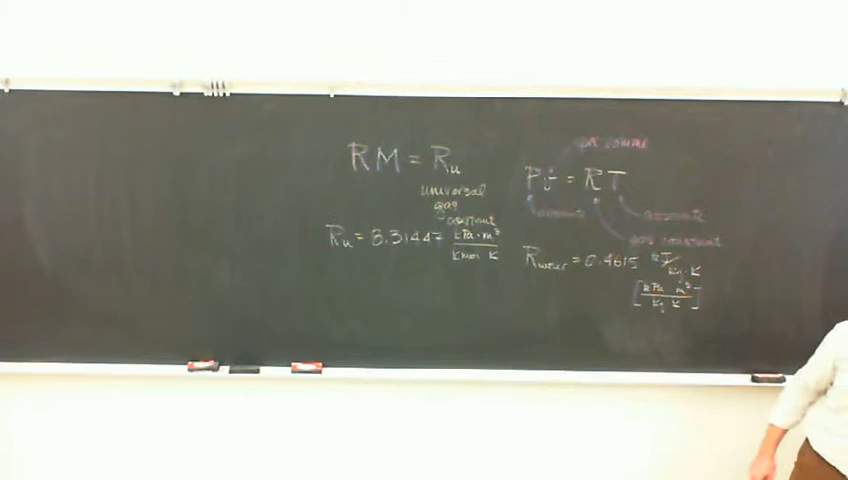 RM = Ru
universal
gas
constant
Ru = 8.31447 kPa·m³
kmol K
Pv = RT
absolute
gas constant
Rwater = 0.4615 kJ/kg·K
[kPa m³
kg K]